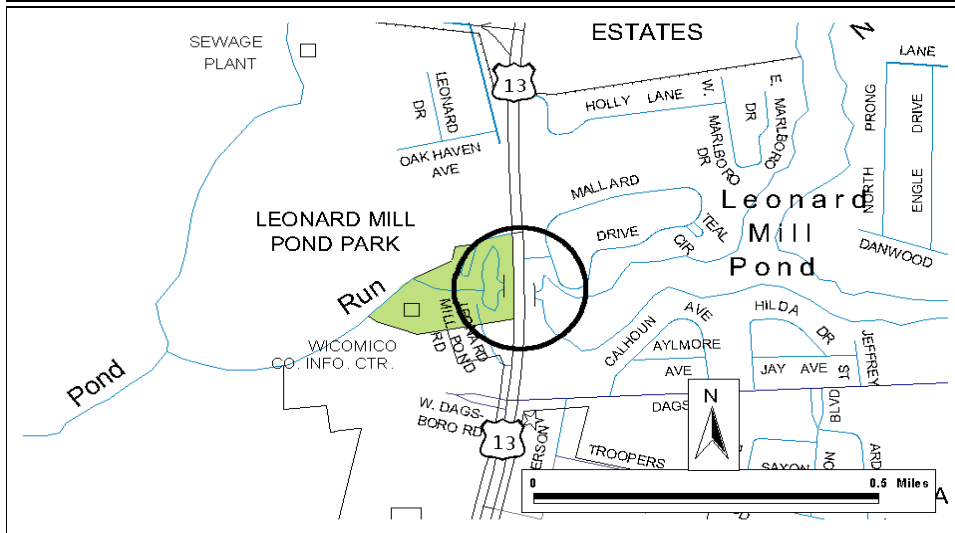 SEWAGE
PLANT
ESTATES
N
LANE
13
LEONARD
DR
OAK HAVEN
AVE
HOLLY LANE
W.
MARLBORO
DR
E.
MARLBORO
DR
NORTH
PRONG
ENGLE
DRIVE
DANWOOD
MALLARD
DRIVE
TEAL
CIR
Leonard
Mill
Pond
LEONARD MILL
POND PARK
Run
Pond
LEONARD
MILL POND
RD
WICOMICO
CO. INFO. CTR.
CALHOUN
AVE
AYLMORE
AVE
HILDA
DR
JAY AVE
JEFFREY
ST
W. DAGS-
BORO RD
DAGS
13
TROOPERS
SAXON
BLVD
N
0
0.5 Miles